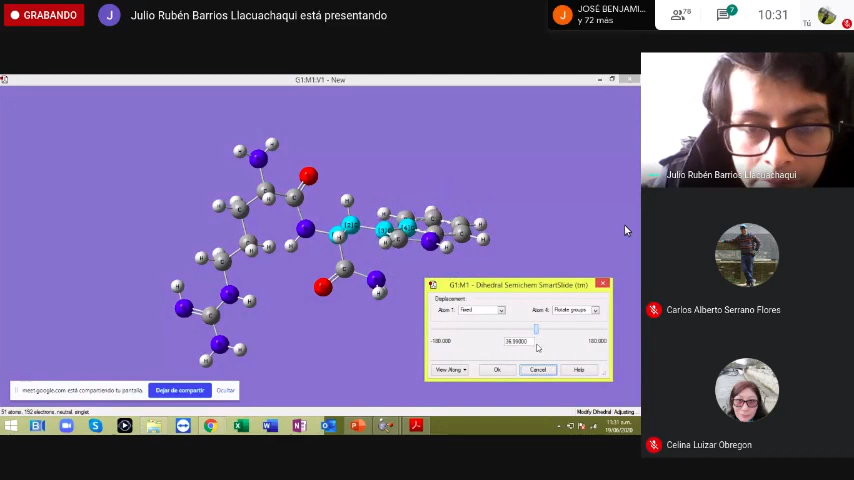 GRABANDO
J
Julio Rubén Barrios Llacuachaqui está presentando
J
JOSÉ BENJAMI...
y 72 más
78
7
10:31
Tú
G1:M1:V1 - New
Julio Rubén Barrios Llacuachaqui
Carlos Alberto Serrano Flores
Celina Luizar Obregon
G1:M1 - Dihedral Semichem SmartSlide (tm)
Displacement
Atom 1: Fixed
Atom 4: Rotate groups
-180.000
180.000
View Along
Ok
Cancel
Help
meet.google.com está compartiendo tu pantalla.
Dejar de compartir
Ocultar
51 atoms, 192 electrons, neutral, singlet
Modify Dihedral: Adjusting...
11:31 a.m.
19/06/2020